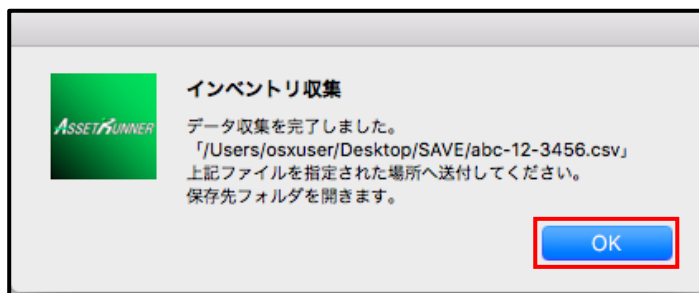 インベントリ収集
ASSETRUNNER
データ収集を完了しました。
「/Users/osxuser/Desktop/SAVE/abc-12-3456.csv」
上記ファイルを指定された場所へ送付してください。
保存先フォルダを開きます。
OK